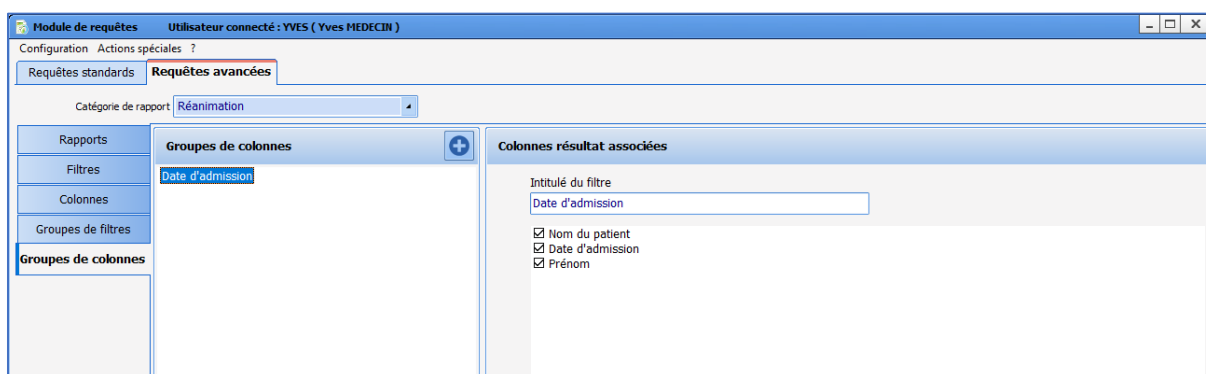 Module de requêtes Utilisateur connecté : YVES ( Yves MEDECIN )
Configuration Actions spéciales ?
Requêtes standards Requêtes avancées
Catégorie de rapport Réanimation
Rapports
Filtres
Colonnes
Groupes de filtres
Groupes de colonnes
Groupes de colonnes
Date d'admission
Colonnes résultat associées
Intitulé du filtre
Date d'admission
Nom du patient
Date d'admission
Prénom